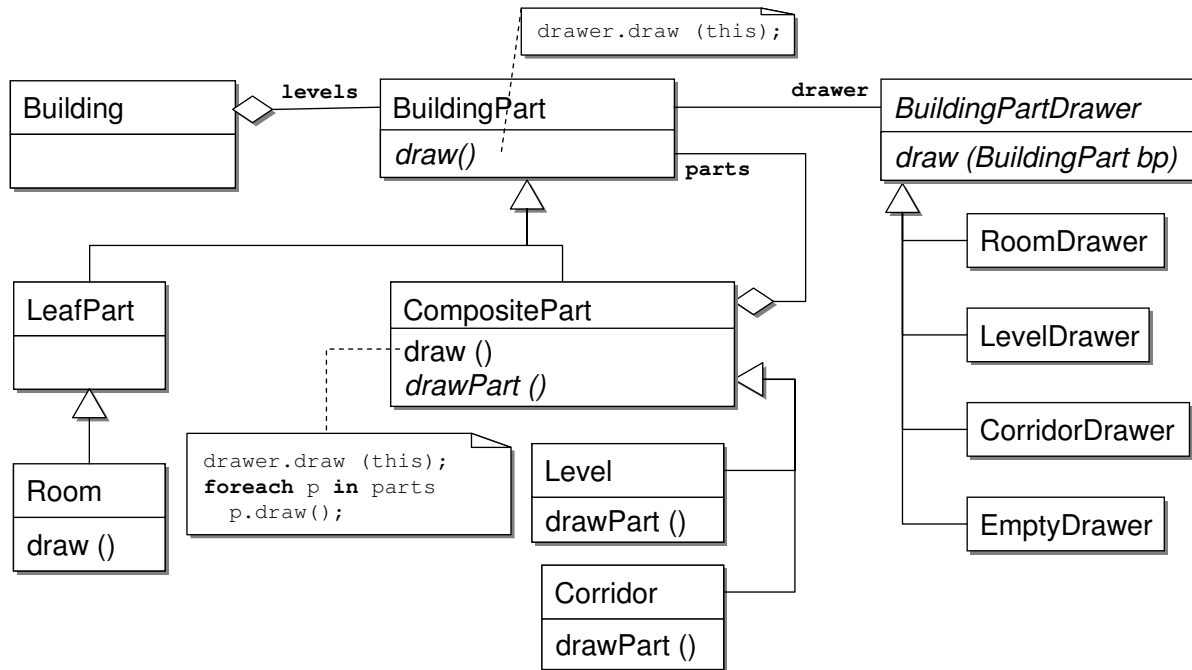 drawer.draw (this);
Building
levels
BuildingPart
draw()
drawer
BuildingPartDrawer
draw (BuildingPart bp)
parts
RoomDrawer
LevelDrawer
CorridorDrawer
EmptyDrawer
LeafPart
CompositePart
draw ()
drawPart ()
drawer.draw (this);
foreach p in parts
p.draw();
Room
draw ()
Level
drawPart ()
Corridor
drawPart ()